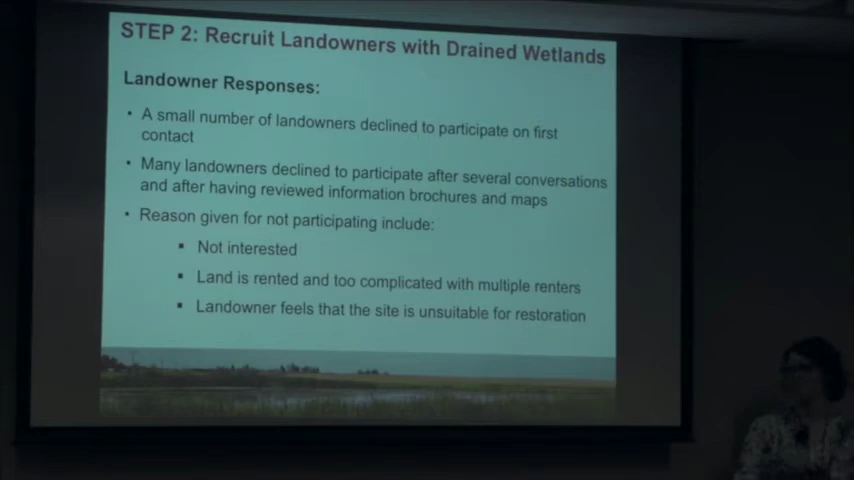 STEP 2: Recruit Landowners with Drained Wetlands
Landowner Responses:
• A small number of landowners declined to participate on first
contact
• Many landowners declined to participate after several conversations
and after having reviewed information brochures and maps
• Reason given for not participating include:
▪ Not interested
▪ Land is rented and too complicated with multiple renters
▪ Landowner feels that the site is unsuitable for restoration